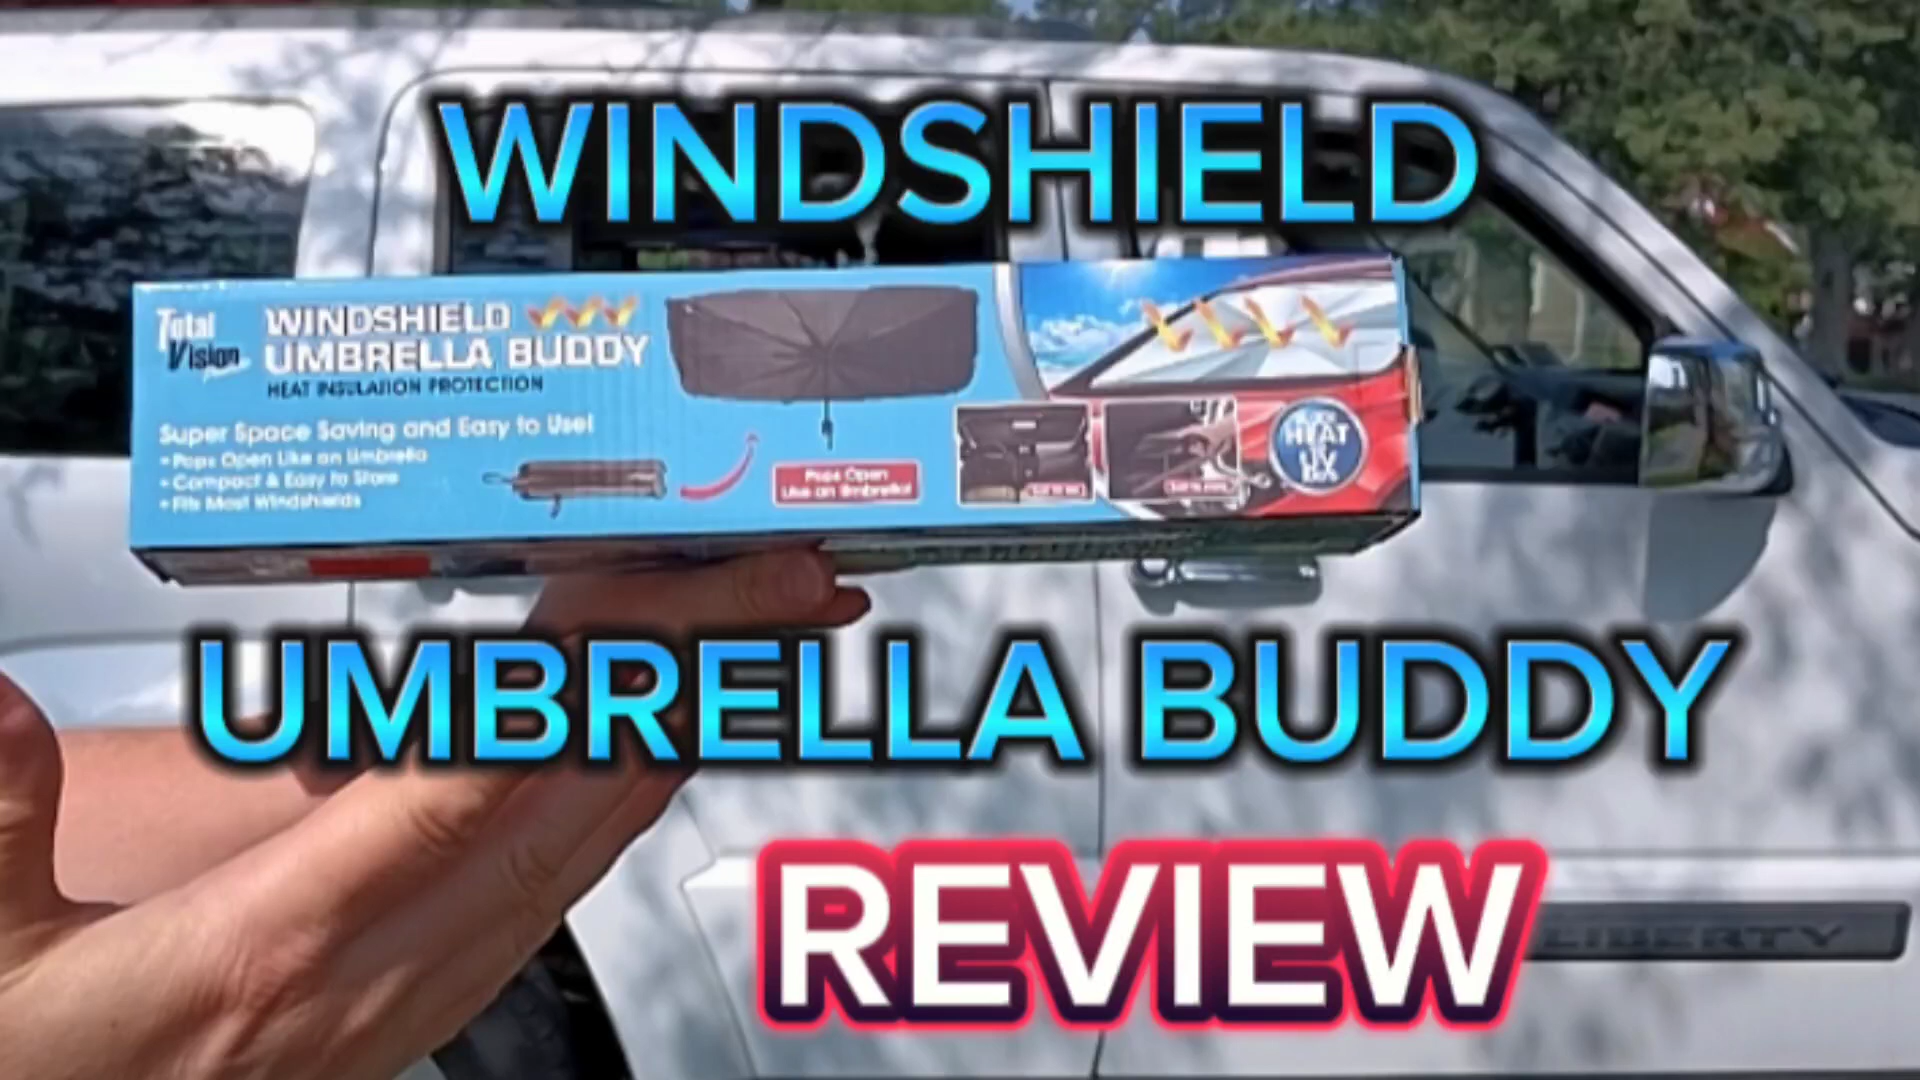 WINDSHIELD
Total
Vision
WINDSHIELD
UMBRELLA BUDDY
HEAT INSULATION PROTECTION
Super Space Saving and Easy to Use!
• Pops Open Like an Umbrella
• Compact & Easy to Store
• Fits Most Windshields
Pops Open
Like an Umbrella!
HEAT
UMBRELLA BUDDY
REVIEW
LIBERTY